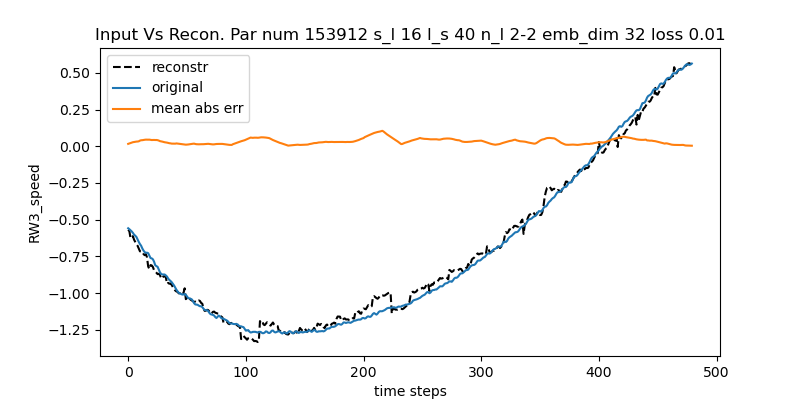 Input Vs Recon. Par num 153912 s_l 16 l_s 40 n_l 2-2 emb_dim 32 loss 0.01
reconstr
original
mean abs err
RW3_speed
0.50
0.25
0.00
−0.25
−0.50
−0.75
−1.00
−1.25
0 100 200 300 400 500
time steps